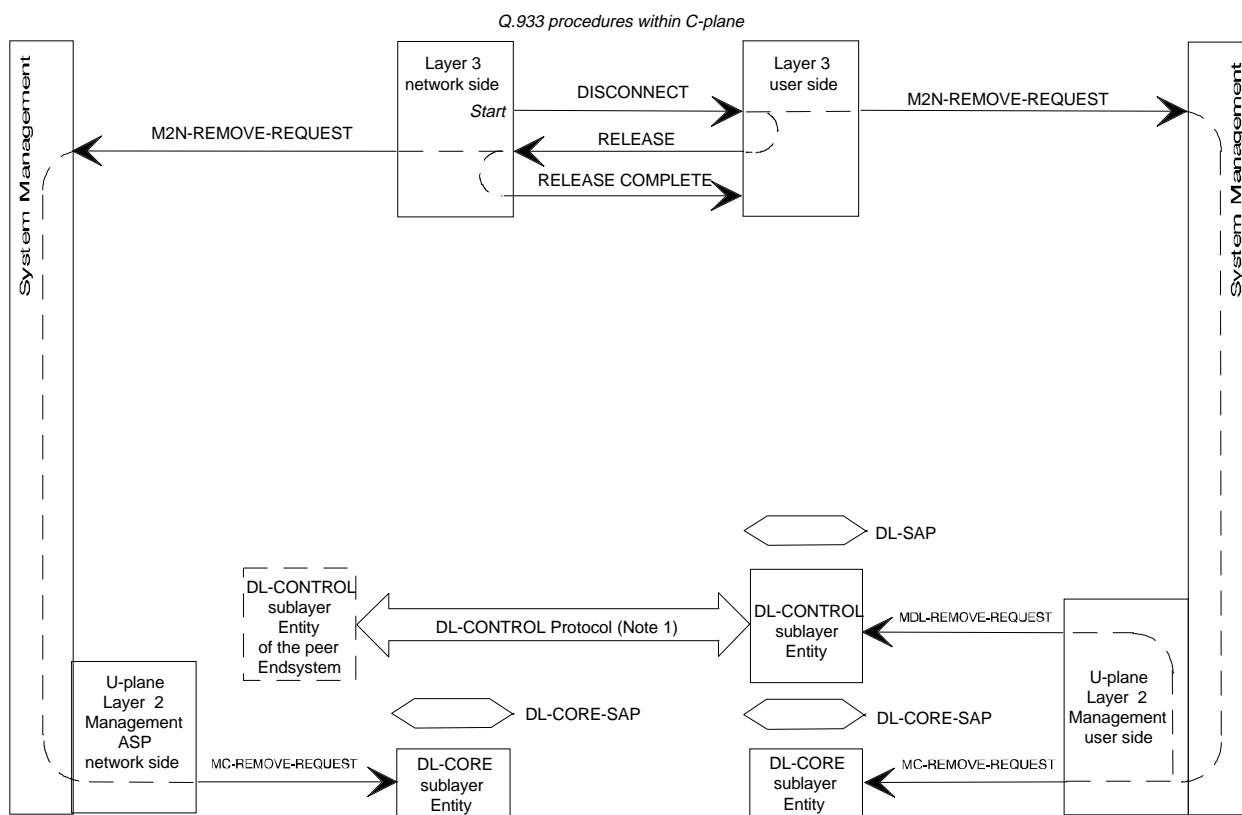 Q.933 procedures within C-plane
System Management
Layer 3
network side
Start
Layer 3
user side
System Management
DISCONNECT
M2N-REMOVE-REQUEST
M2N-REMOVE-REQUEST
RELEASE
RELEASE COMPLETE
DL-SAP
DL-CONTROL
sublayer
Entity
of the peer
Endsystem
DL-CONTROL Protocol (Note 1)
DL-CONTROL
sublayer
Entity
MDL-REMOVE-REQUEST
U-plane
Layer 2
Management
ASP
network side
DL-CORE-SAP
DL-CORE-SAP
U-plane
Layer 2
Management
user side
MC-REMOVE-REQUEST
DL-CORE
sublayer
Entity
DL-CORE
sublayer
Entity
MC-REMOVE-REQUEST